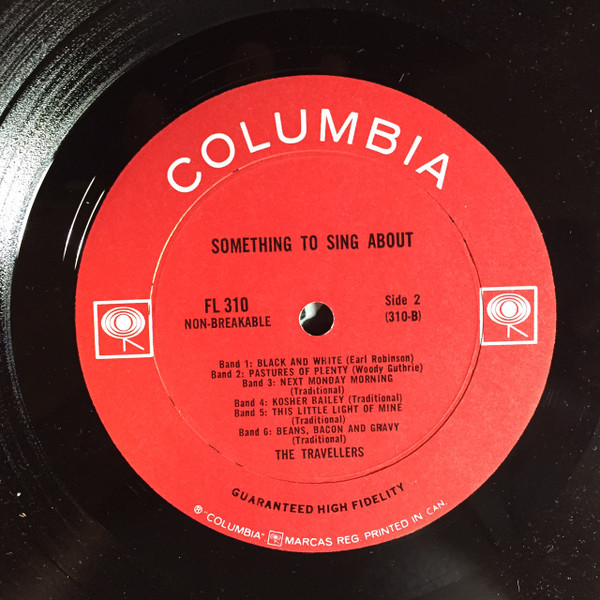 COLUMBIA
SOMETHING TO SING ABOUT
FL 310
NON-BREAKABLE
Side 2
(310-B)
Band 1: BLACK AND WHITE (Earl Robinson)
Band 2: PASTURES OF PLENTY (Woody Guthrie)
Band 3: NEXT MONDAY MORNING
(Traditional)
Band 4: KOSHER BAILEY (Traditional)
Band 5: THIS LITTLE LIGHT OF MINE
(Traditional)
Band 6: BEANS, BACON AND GRAVY
(Traditional)
THE TRAVELLERS
GUARANTEED HIGH FIDELITY
® "COLUMBIA" MARCAS REG. PRINTED IN CAN.